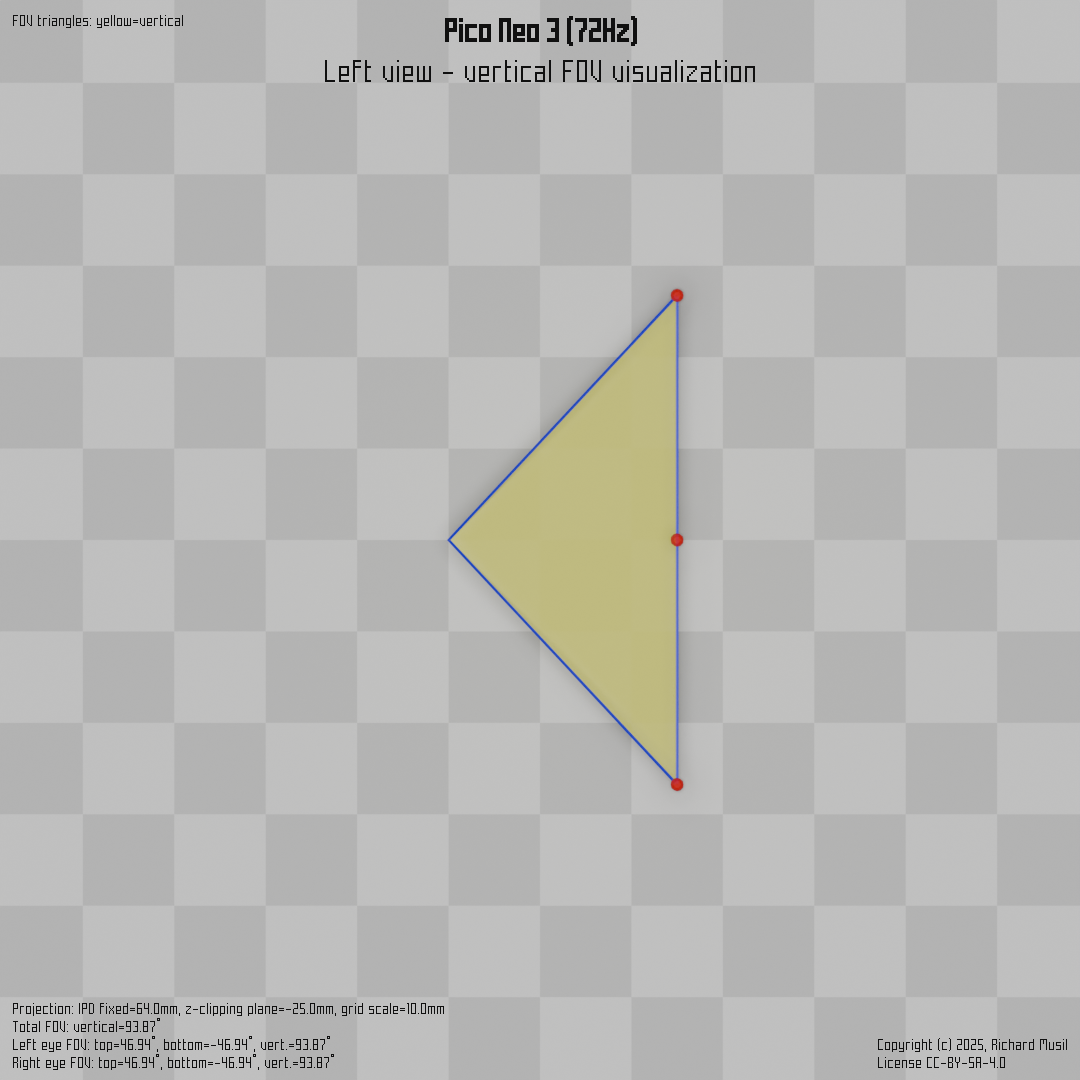 FOV triangles: yellow=vertical
Pico Neo 3 (72Hz)
Left view - vertical FOV visualization
Projection: IPD fixed=64.0mm, z-clipping plane=-25.0mm, grid scale=10.0mm
Total FOV: vertical=93.87°
Left eye FOV: top=46.94°, bottom=-46.94°, vert.=93.87°
Right eye FOV: top=46.94°, bottom=-46.94°, vert.=93.87°
Copyright (c) 2025, Richard Musil
License CC-BY-SA-4.0